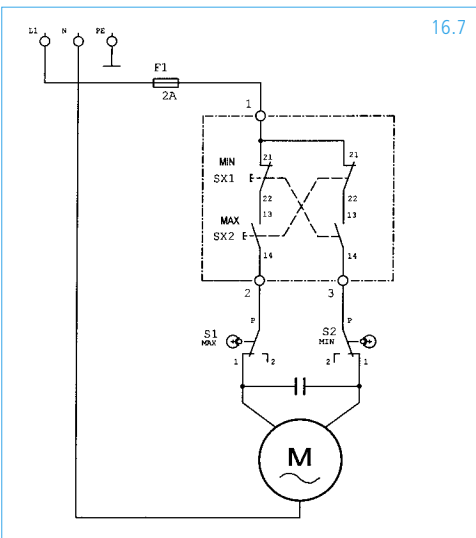 16.7
L1 N PE
F1
2A
1
MIN 21 21
SX1
22 22
MAX 13 13
SX2
14 14
2 3
P P
S1 S2
MAX MIN
1 2 2 1
M